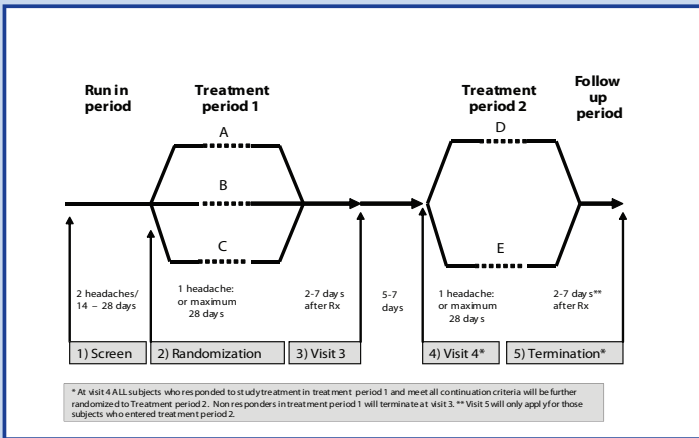 Run in
period
Treatment
period 1
Treatment
period 2
Follow
up
period
A
B
C
D
E
2 headaches/
14 – 28 days
1 headache:
or maximum
28 days
2-7 days
after Rx
5-7
days
1 headache:
or maximum
28 days
2-7 days**
after Rx
1) Screen
2) Randomization
3) Visit 3
4) Visit 4*
5) Termination*
* At visit 4 ALL subjects who responded to study treatment in treatment period 1 and meet all continuation criteria will be further
randomized to Treatment period 2. Non responders in treatment period 1 will terminate at visit 3. ** Visit 5 will only apply for those
subjects who entered treatment period 2.